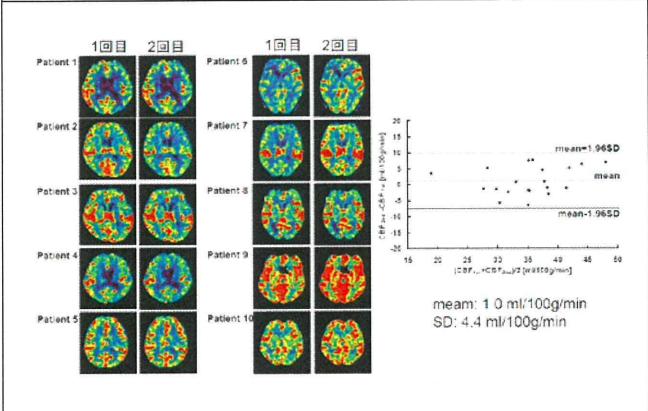 1回目 2回目 1回目 2回目
Patient 1
Patient 2
Patient 3
Patient 4
Patient 5
Patient 6
Patient 7
Patient 8
Patient 9
Patient 10
20
15
10
5
0
-5
-10
-15
-20
mean+1.96SD
mean
mean-1.96SD
15 20 25 30 35 40 45 50
[ml/100g/min]
meam: 1.0 ml/100g/min
SD: 4.4 ml/100g/min